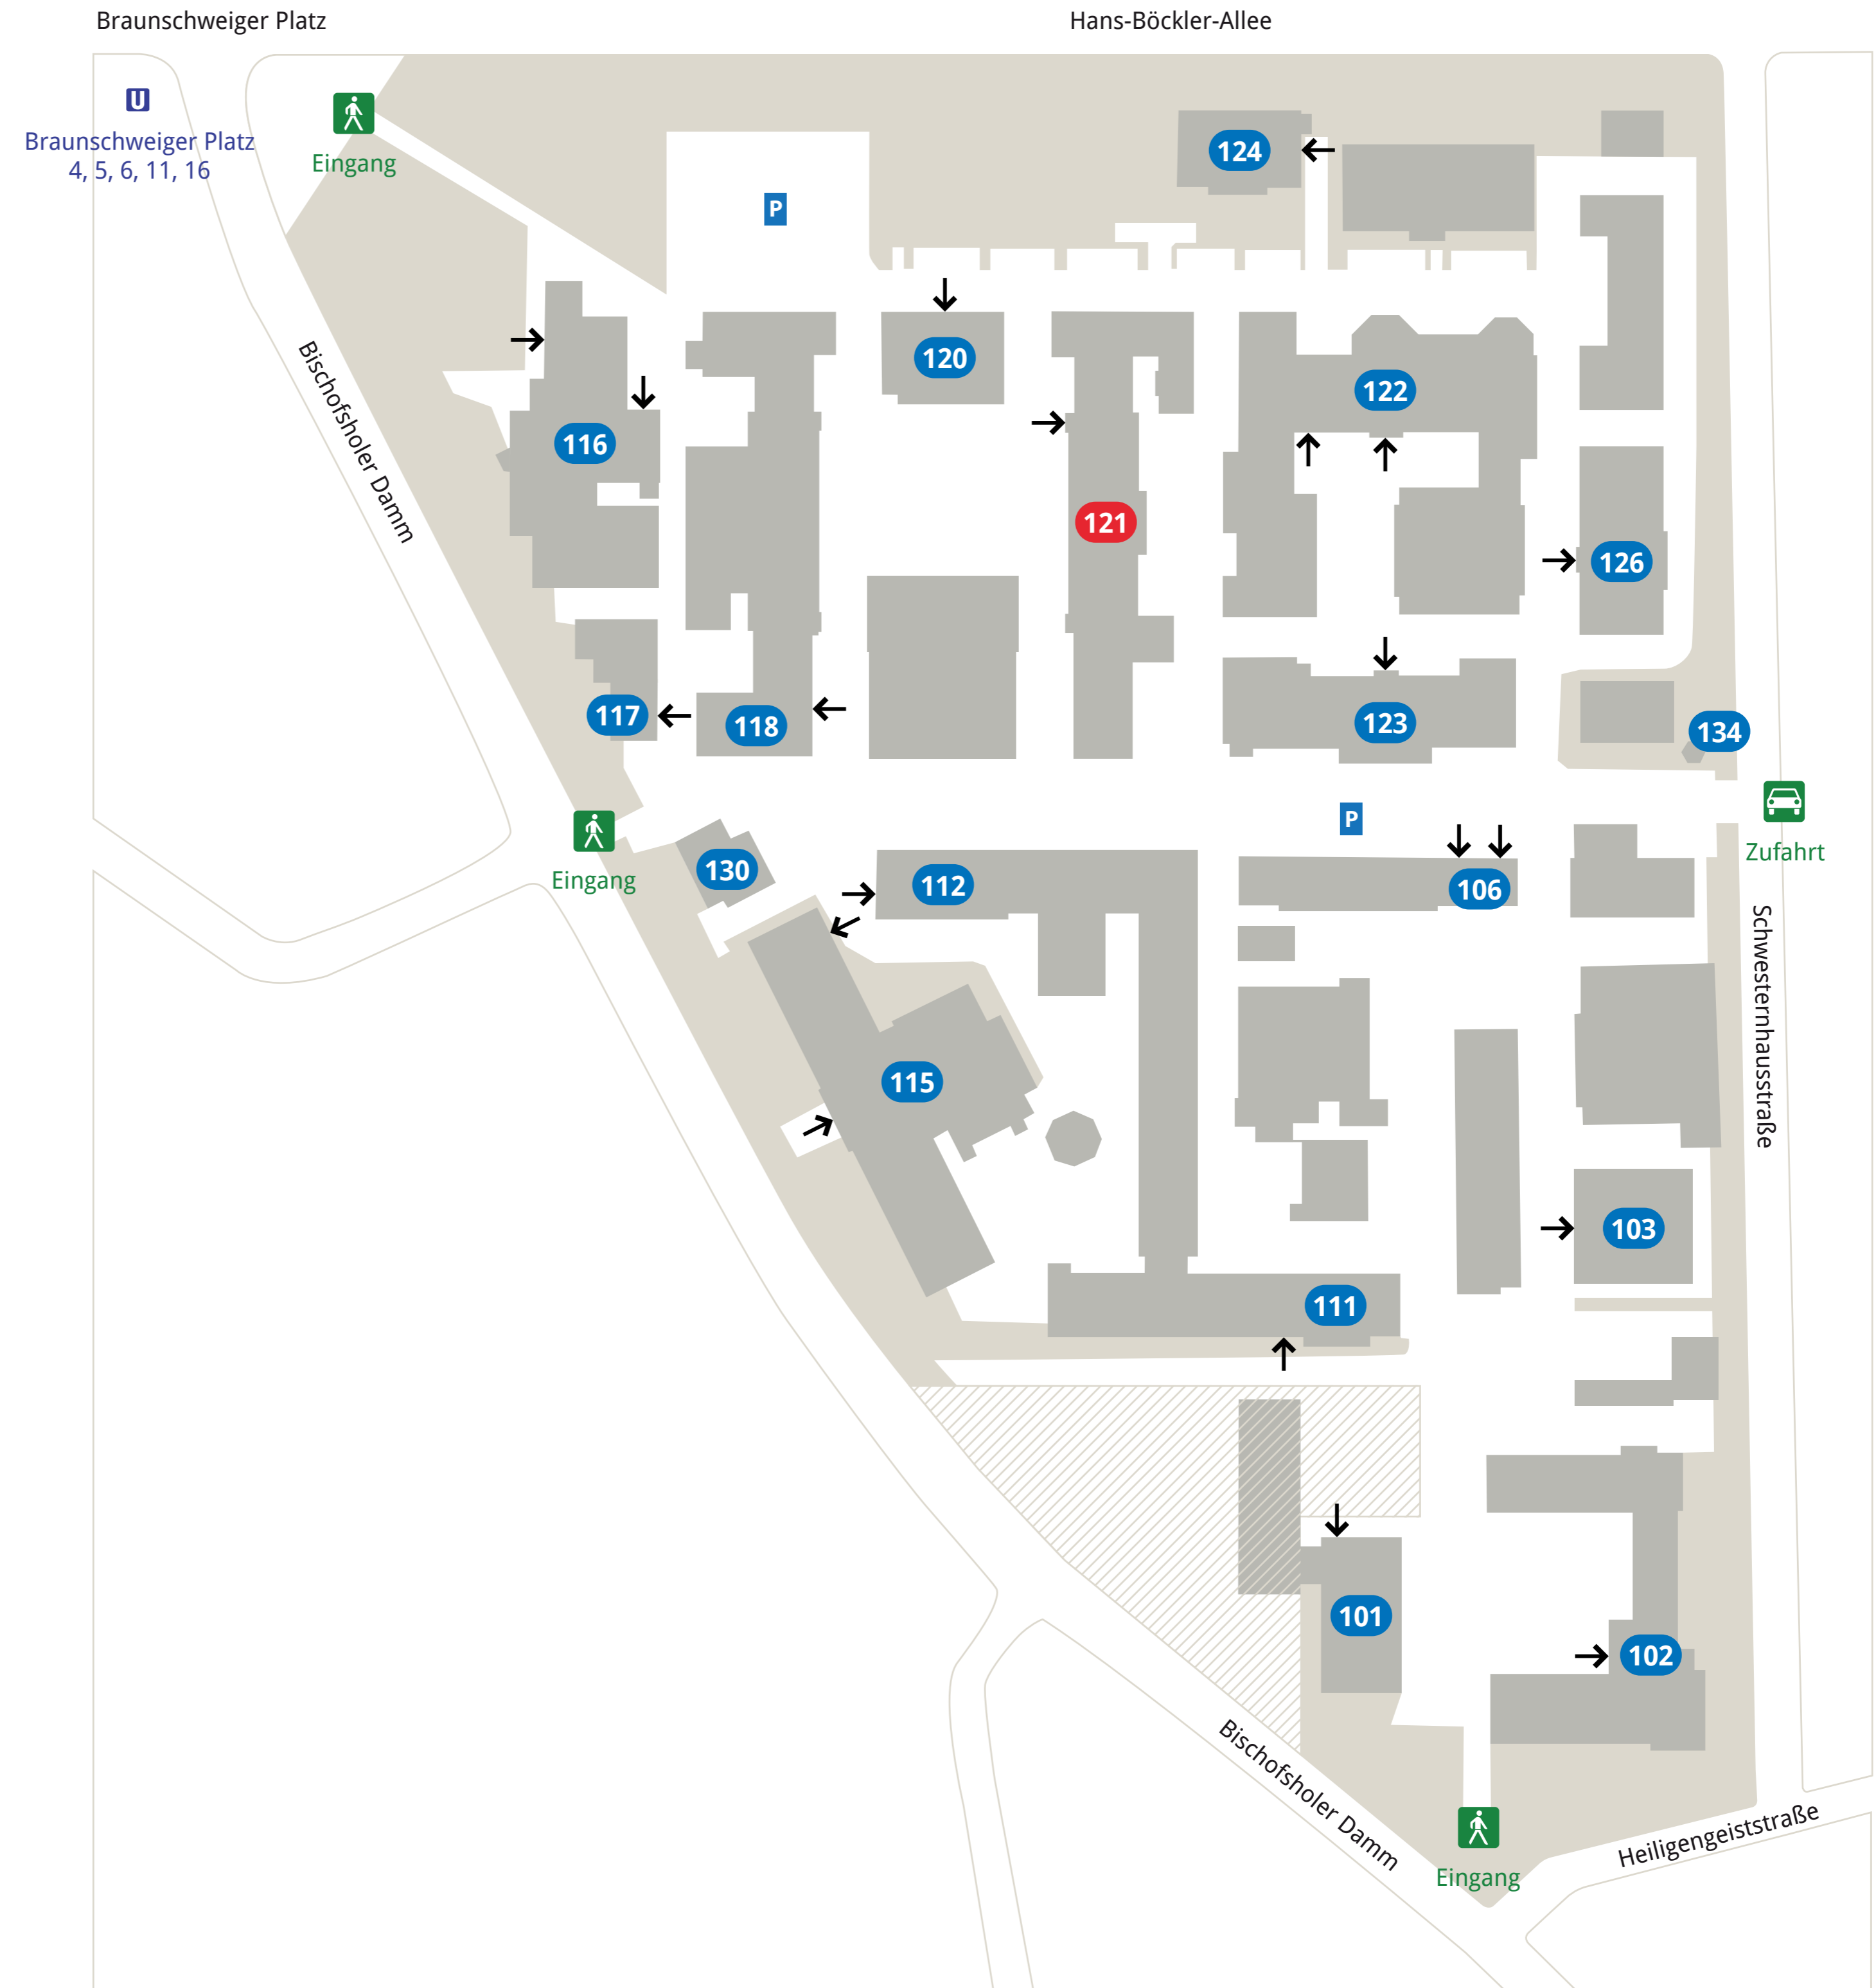 Braunschweiger Platz
Hans-Böckler-Allee
U
Braunschweiger Platz
4, 5, 6, 11, 16
Eingang
P
124
120
122
116
121
126
Bischofsholer Damm
117
118
123
134
P
Zufahrt
Eingang
130
112
106
Schwesternhausstraße
115
103
111
101
102
Bischofsholer Damm
Heiligengeiststraße
Eingang